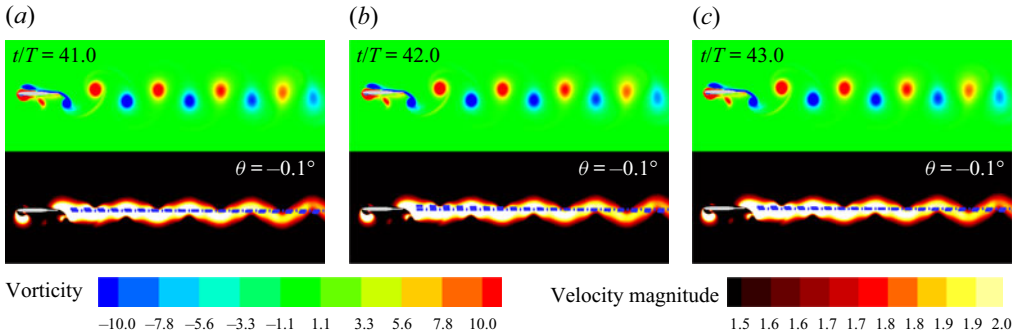 (a) (b) (c)
t/T = 41.0 t/T = 42.0 t/T = 43.0
θ = –0.1° θ = –0.1° θ = –0.1°
Vorticity Velocity magnitude
–10.0 –7.8 –5.6 –3.3 –1.1 1.1 3.3 5.6 7.8 10.0 1.5 1.6 1.6 1.7 1.7 1.8 1.8 1.9 1.9 2.0